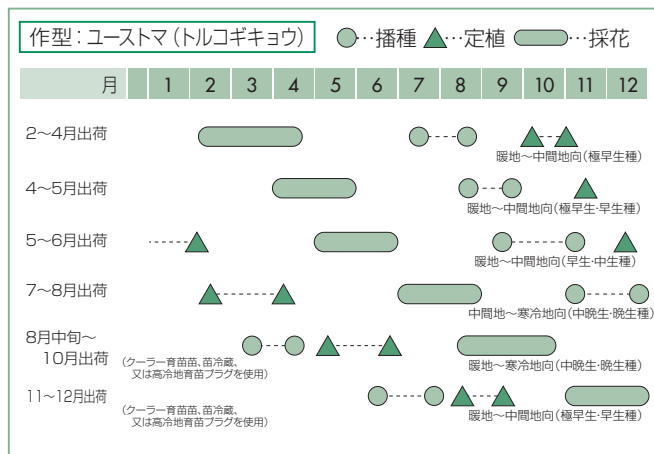 作型：ユーストマ（トルコギキョウ） …播種 …定植 …採花
月 1 2 3 4 5 6 7 8 9 10 11 12
2〜4月出荷
暖地〜中間地向（極早生種）
4〜5月出荷
暖地〜中間地向（極早生・早生種）
5〜6月出荷
暖地〜中間地向（早生・中生種）
7〜8月出荷
中間地〜寒冷地向（中晩生・晩生種）
8月中旬〜
10月出荷
（クーラー育苗苗、苗冷蔵、
又は高冷地育苗プラグを使用）
暖地〜寒冷地向（中晩生・晩生種）
11〜12月出荷
（クーラー育苗苗、苗冷蔵、
又は高冷地育苗プラグを使用）
暖地〜中間地向（極早生・早生種）